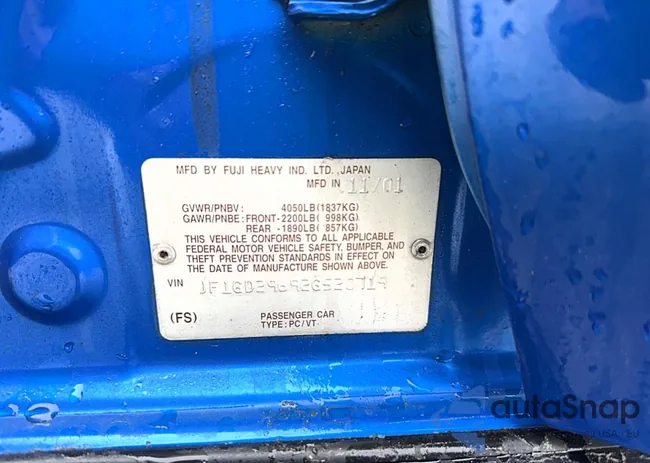 MFD BY FUJI HEAVY IND. LTD. JAPAN
MFD IN 11/01
GVWR/PNBV: 4050LB(1837KG)
GAWR/PNBE: FRONT-2200LB( 998KG)
REAR -1890LB( 857KG)
THIS VEHICLE CONFORMS TO ALL APPLICABLE
FEDERAL MOTOR VEHICLE SAFETY, BUMPER, AND
THEFT PREVENTION STANDARDS IN EFFECT ON
THE DATE OF MANUFACTURE SHOWN ABOVE.
VIN JF1GD29692G520719
(FS) PASSENGER CAR
TYPE: PC/VT
autaSnap